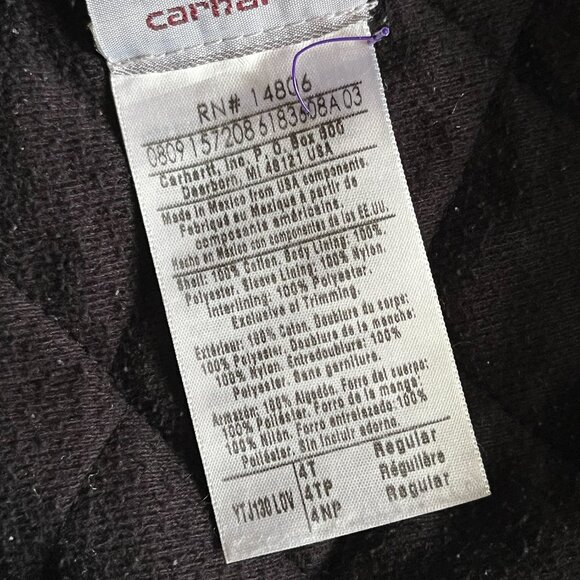 carhar
RN# 14806
0809157208 6183608A 03
Carhartt, Inc. P. O. Box 600
Dearborn, MI 48121 USA
Made in Mexico from USA components.
Fabriqué au Mexique à partir de
composants américains.
Hecho en México con componentes de los EE.UU.
Shell: 100% Cotton, Body Lining: 100%
Polyester, Sleeve Lining: 100% Nylon.
Interlining: 100% Polyester.
Exclusive of Trimming.
Extérieur: 100% Coton. Doublure du corps:
100% Polyester. Doublure de la manche:
100% Nylon. Entredoublure: 100%
Polyester. Sans garniture.
Armazón: 100% Algodón. Forro del cuerpo:
100% Poliéster. Forro de la manga:
100% Nilón. Forro entrelazado:100%
Poliéster. Sin incluir adorno.
YTJ130 LOV
4T Regular
4TP Régulière
4NP Regular